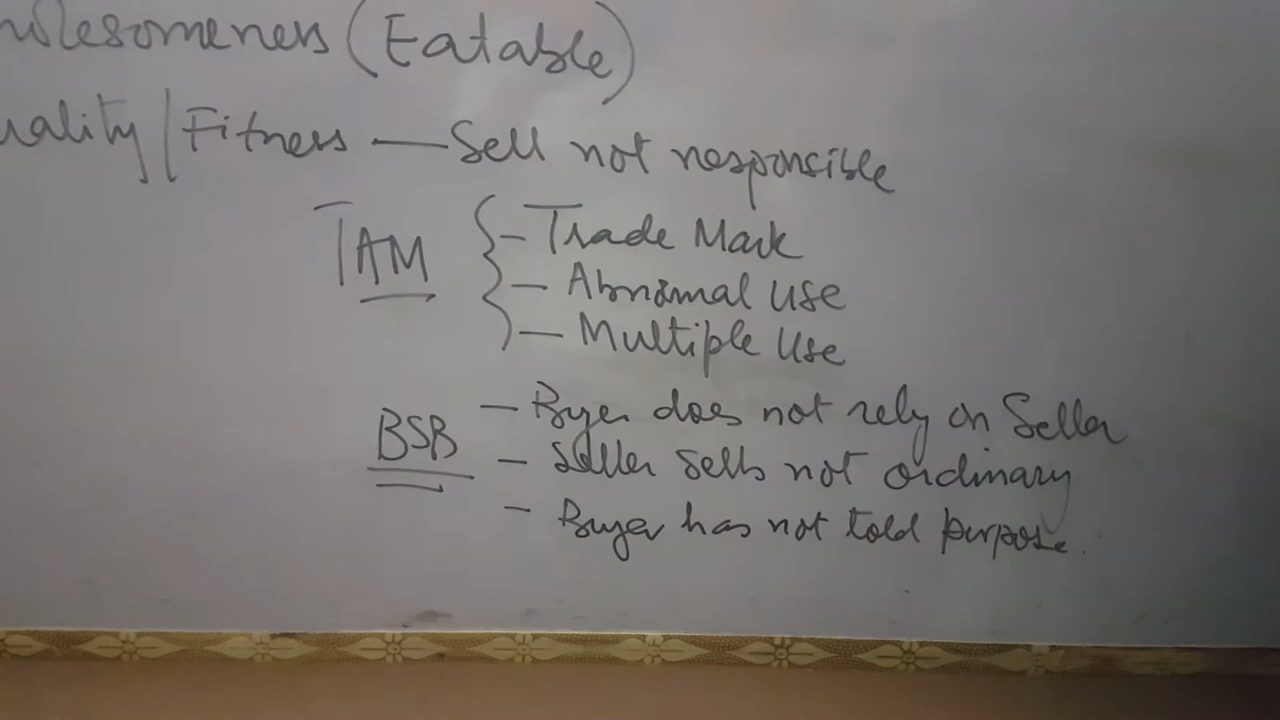 olesomeness (Eatable)
uality/Fitness — Sell not responsible
TAM { - Trade Mark
- Abnormal Use
- Multiple Use
BSB - Buyer does not rely on Seller
- Seller sells not ordinary
- Buyer has not told purpose.